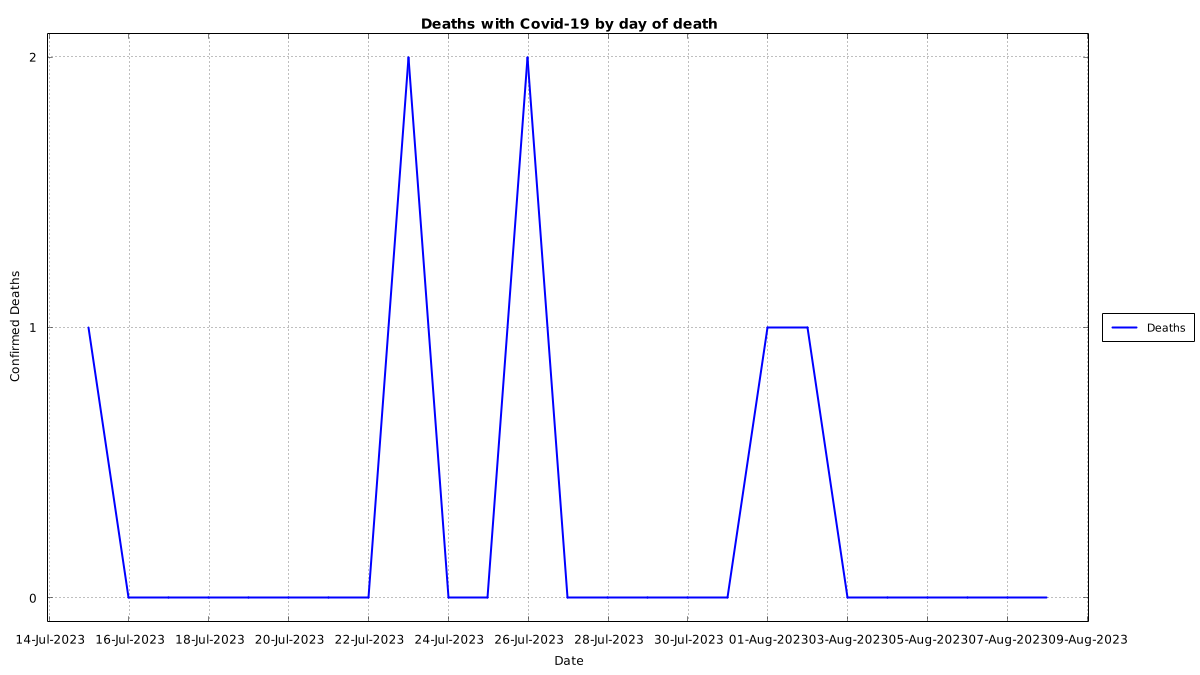 Deaths with Covid-19 by day of death
2
1
0
Confirmed Deaths
Deaths
14-Jul-2023 16-Jul-2023 18-Jul-2023 20-Jul-2023 22-Jul-2023 24-Jul-2023 26-Jul-2023 28-Jul-2023 30-Jul-2023 01-Aug-2023 03-Aug-2023 05-Aug-2023 07-Aug-2023 09-Aug-2023
Date